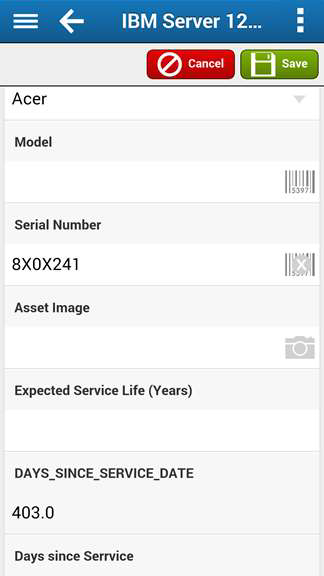 IBM Server 12...
Cancel
Save
Acer
Model
5397
Serial Number
8X0X241
Asset Image
Expected Service Life (Years)
DAYS_SINCE_SERVICE_DATE
403.0
Days since Serrvice